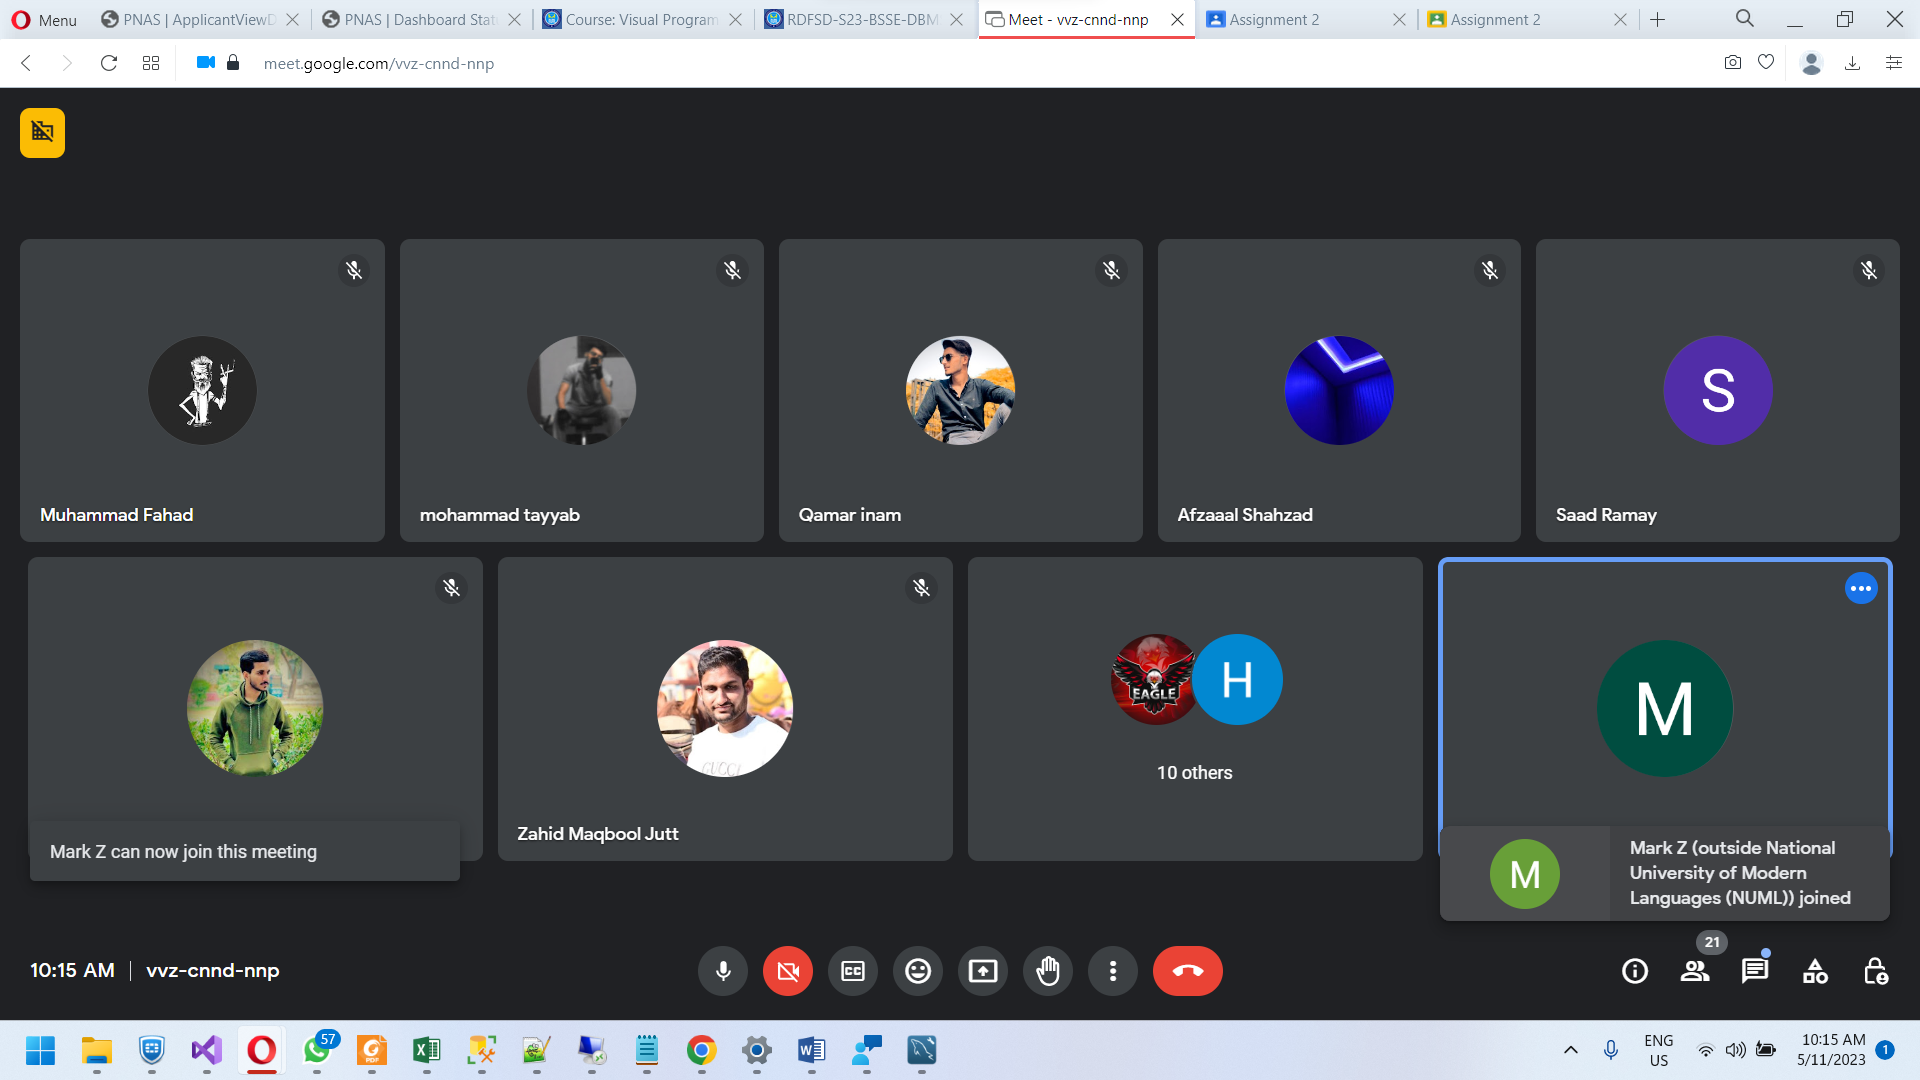 Menu
PNAS | ApplicantViewD
PNAS | Dashboard Stat
Course: Visual Program
RDFSD-S23-BSSE-DBM
Meet - vvz-cnnd-nnp
Assignment 2
Assignment 2
meet.google.com/vvz-cnnd-nnp
Muhammad Fahad
mohammad tayyab
Qamar inam
Afzaaal Shahzad
S
Saad Ramay
Mark Z can now join this meeting
GUCCI
Zahid Maqbool Jutt
EAGLE
H
10 others
M
M
Mark Z (outside National
University of Modern
Languages (NUML)) joined
10:15 AM
vvz-cnnd-nnp
CC
21
57
PDF
ENG
US
10:15 AM
5/11/2023
1